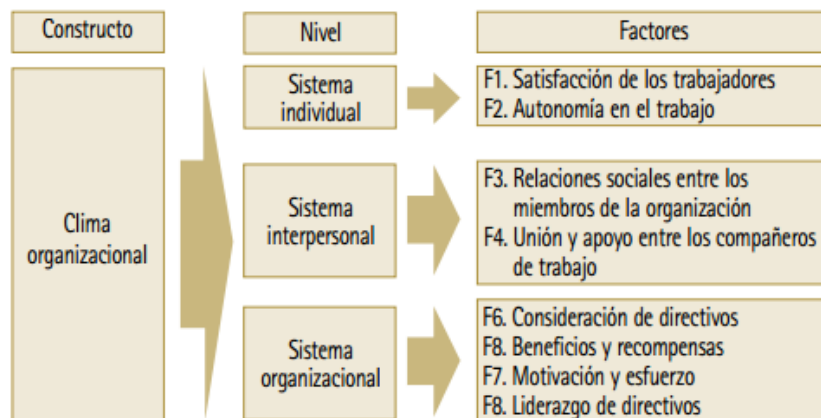 Constructo
Nivel
Factores
Clima
organizacional
Sistema
individual
F1. Satisfacción de los trabajadores
F2. Autonomía en el trabajo
Sistema
interpersonal
F3. Relaciones sociales entre los
miembros de la organización
F4. Unión y apoyo entre los compañeros
de trabajo
Sistema
organizacional
F6. Consideración de directivos
F8. Beneficios y recompensas
F7. Motivación y esfuerzo
F8. Liderazgo de directivos